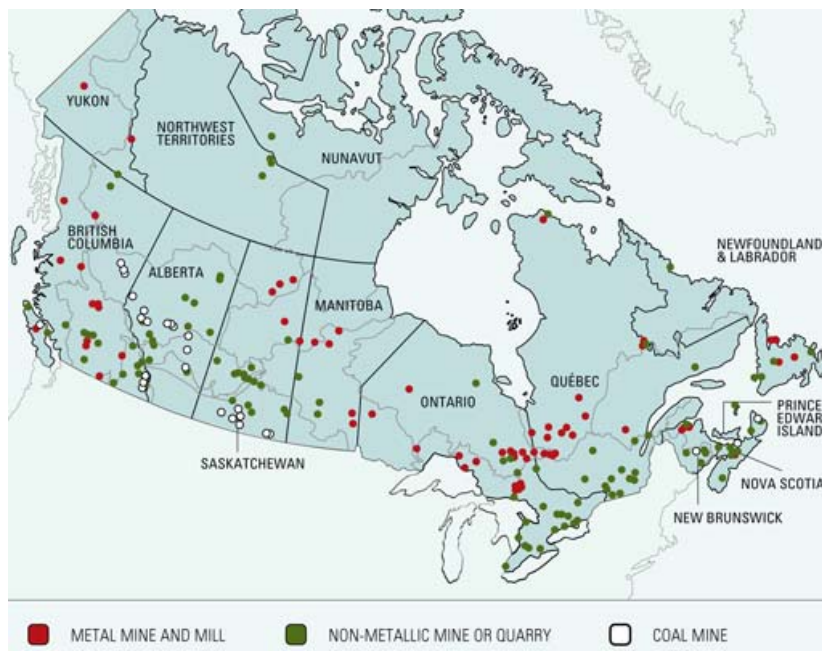 YUKON
NORTHWEST
TERRITORIES
NUNAVUT
BRITISH
COLUMBIA
ALBERTA
NEWFOUNDLAND
& LABRADOR
MANITOBA
QUÉBEC
ONTARIO
PRINCE
EDWARD
ISLAND
SASKATCHEWAN
NOVA SCOTIA
NEW BRUNSWICK
METAL MINE AND MILL
NON-METALLIC MINE OR QUARRY
COAL MINE